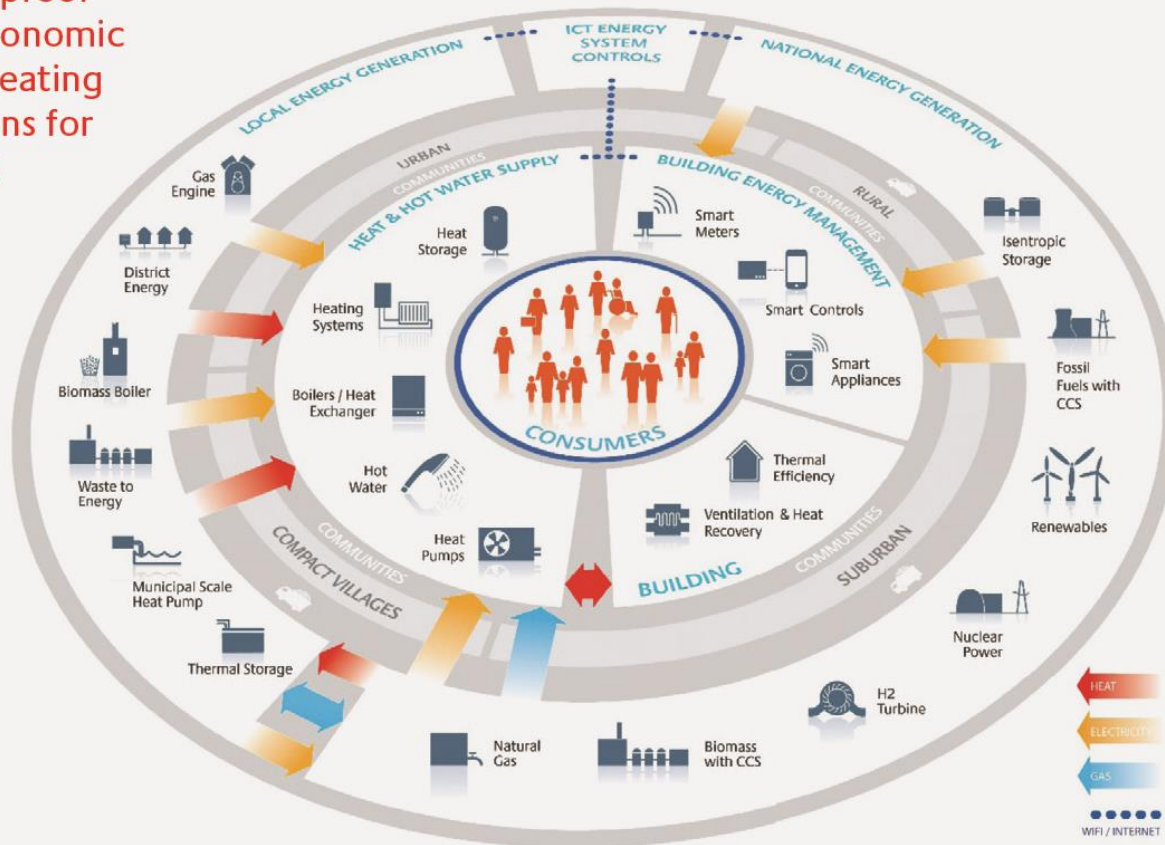 onomic
eating
ns for
LOCAL ENERGY GENERATION
ICT ENERGY
SYSTEM
CONTROLS
NATIONAL ENERGY GENERATION
URBAN
COMMUNITIES
HEAT & HOT WATER SUPPLY
BUILDING ENERGY MANAGEMENT
COMMUNITIES
RURAL
Gas
Engine
District
Energy
Biomass Boiler
Waste to
Energy
Municipal Scale
Heat Pump
Thermal Storage
Heat
Storage
Heating
Systems
Boilers / Heat
Exchanger
Hot
Water
Heat
Pumps
Smart
Meters
Smart Controls
Smart
Appliances
CONSUMERS
Thermal
Efficiency
Ventilation & Heat
Recovery
BUILDING
COMMUNITIES
SUBURBAN
COMMUNITIES
COMPACT VILLAGES
Isentropic
Storage
Fossil
Fuels with
CCS
Renewables
Nuclear
Power
H2
Turbine
Natural
Gas
Biomass
with CCS
HEAT
ELECTRICITY
GAS
WIFI / INTERNET